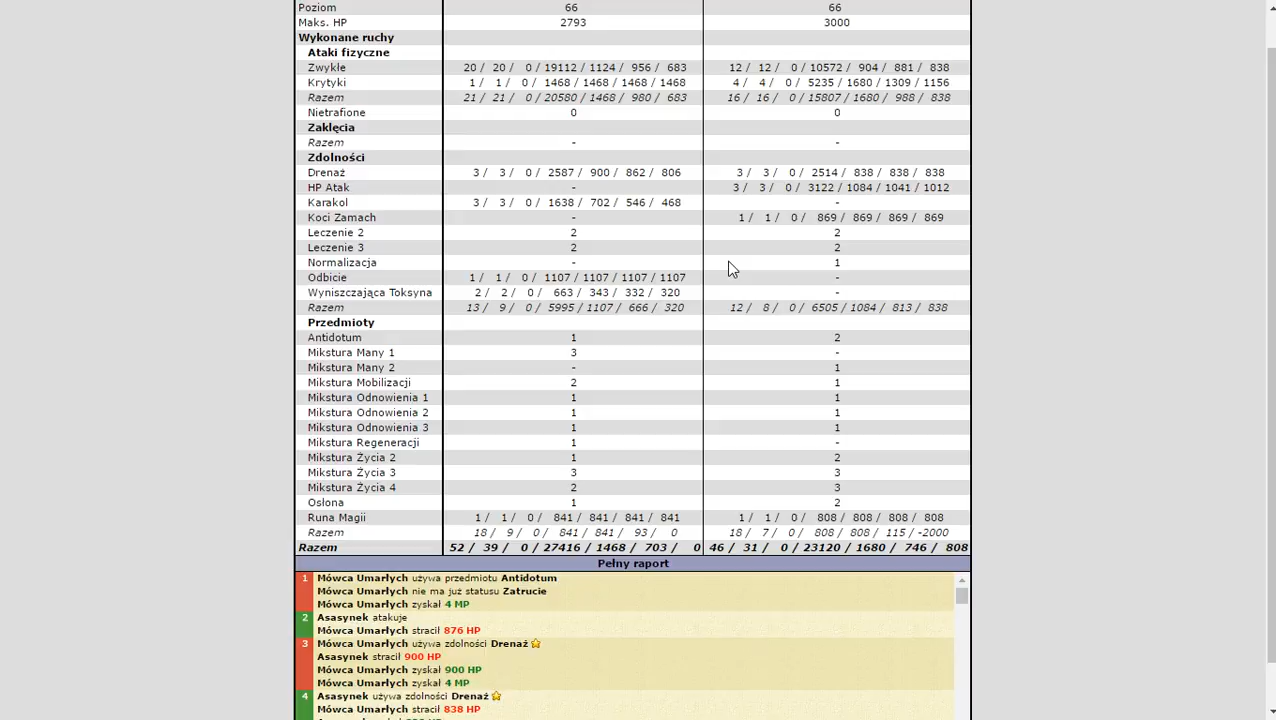 Poziom 66 66
Maks. HP 2793 3000
Wykonane ruchy
Ataki fizyczne
Zwykłe 20 / 20 / 0 / 19112 / 1124 / 956 / 683 12 / 12 / 0 / 10572 / 904 / 881 / 838
Krytyki 1 / 1 / 0 / 1468 / 1468 / 1468 / 1468 4 / 4 / 0 / 5235 / 1680 / 1309 / 1156
Razem 21 / 21 / 0 / 20580 / 1468 / 980 / 683 16 / 16 / 0 / 15807 / 1680 / 988 / 838
Nietrafione 0 0
Zaklęcia
Razem - -
Zdolności
Drenaż 3 / 3 / 0 / 2587 / 900 / 862 / 806 3 / 3 / 0 / 2514 / 838 / 838 / 838
HP Atak - 3 / 3 / 0 / 3122 / 1084 / 1041 / 1012
Karakol 3 / 3 / 0 / 1638 / 702 / 546 / 468 -
Koci Zamach - 1 / 1 / 0 / 869 / 869 / 869 / 869
Leczenie 2 2 2
Leczenie 3 2 2
Normalizacja - 1
Odbicie 1 / 1 / 0 / 1107 / 1107 / 1107 / 1107 -
Wyniszczająca Toksyna 2 / 2 / 0 / 663 / 343 / 332 / 320 -
Razem 13 / 9 / 0 / 5995 / 1107 / 666 / 320 12 / 8 / 0 / 6505 / 1084 / 813 / 838
Przedmioty
Antidotum 1 2
Mikstura Many 1 3 -
Mikstura Many 2 - 1
Mikstura Mobilizacji 2 1
Mikstura Odnowienia 1 1 1
Mikstura Odnowienia 2 1 1
Mikstura Odnowienia 3 1 1
Mikstura Regeneracji 1 -
Mikstura Życia 2 1 2
Mikstura Życia 3 3 3
Mikstura Życia 4 2 3
Osłona 1 2
Runa Magii 1 / 1 / 0 / 841 / 841 / 841 / 841 1 / 1 / 0 / 808 / 808 / 808 / 808
Razem 18 / 9 / 0 / 841 / 841 / 93 / 0 18 / 7 / 0 / 808 / 808 / 115 / -2000
Razem 52 / 39 / 0 / 27416 / 1468 / 703 / 0 46 / 31 / 0 / 23120 / 1680 / 746 / 808
Pełny raport
1 Mówca Umarłych używa przedmiotu Antidotum
Mówca Umarłych nie ma już statusu Zatrucie
Mówca Umarłych zyskał 4 MP
2 Asasynek atakuje
Mówca Umarłych stracił 876 HP
3 Mówca Umarłych używa zdolności Drenaż
Asasynek stracił 900 HP
Mówca Umarłych zyskał 900 HP
Mówca Umarłych zyskał 4 MP
4 Asasynek używa zdolności Drenaż
Mówca Umarłych stracił 838 HP